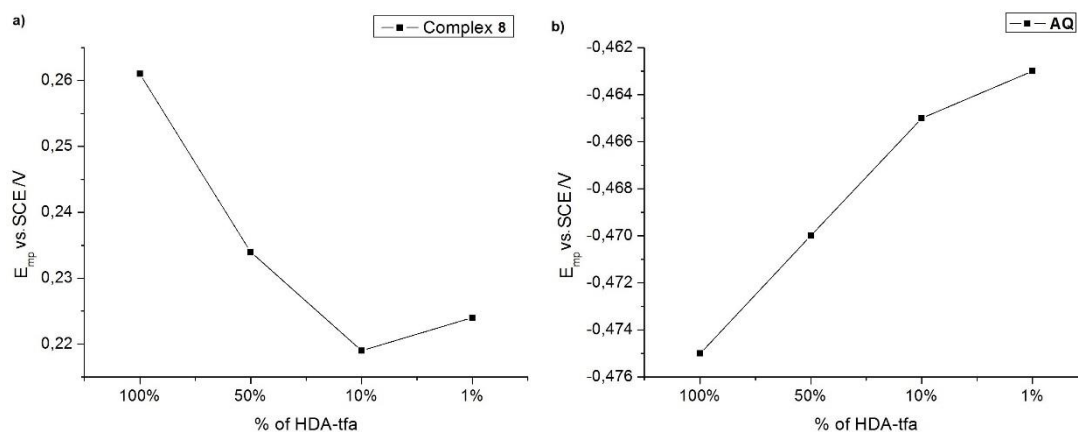 a)
Complex 8
0,26
0,25
0,24
0,23
0,22
E_mp vs. SCE /V
100% 50% 10% 1%
% of HDA-tfa
b)
AQ
-0,462
-0,464
-0,466
-0,468
-0,470
-0,472
-0,474
-0,476
E_mp vs. SCE /V
100% 50% 10% 1%
% of HDA-tfa